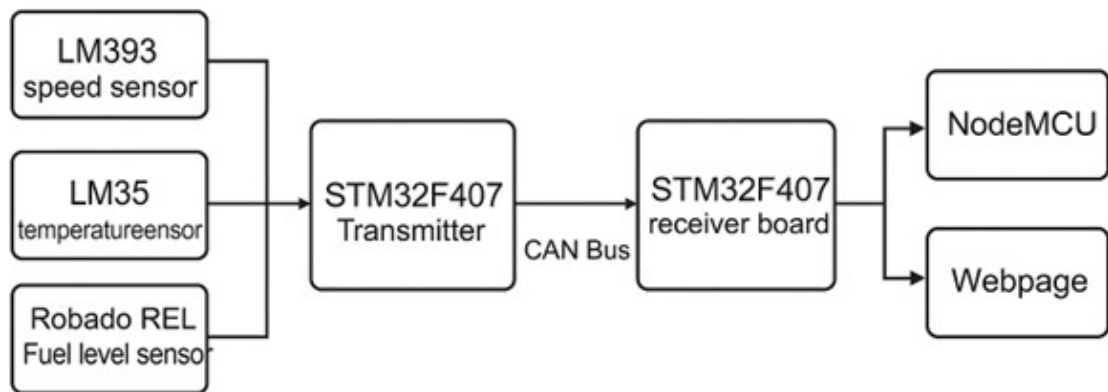 LM393
speed sensor
LM35
temperatureensor
Robado REL
Fuel level sensor
STM32F407
Transmitter
CAN Bus
STM32F407
receiver board
NodeMCU
Webpage